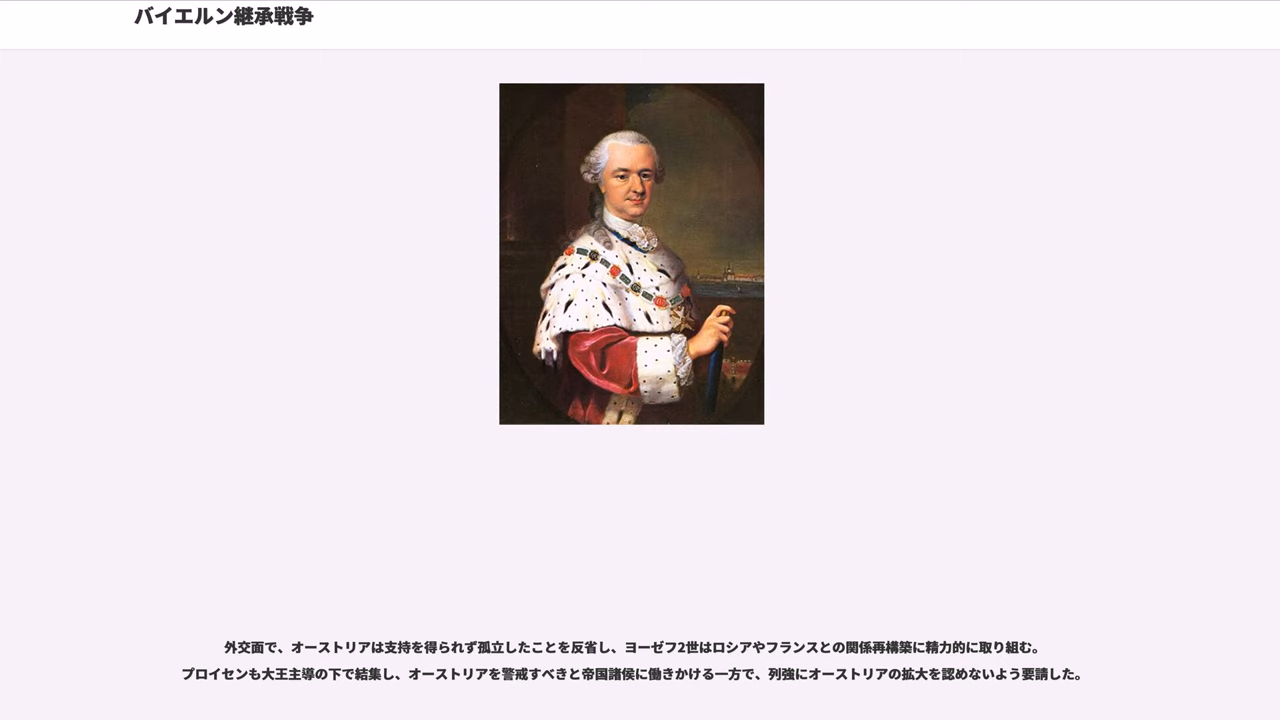 バイエルン継承戦争
外交面で、オーストリアは支持を得られず孤立したことを反省し、ヨーゼフ2世はロシアやフランスとの関係再構築に精力的に取り組む。
プロイセンも大王主導の下で結集し、オーストリアを警戒すべきと帝国諸侯に働きかける一方で、列強にオーストリアの拡大を認めないよう要請した。